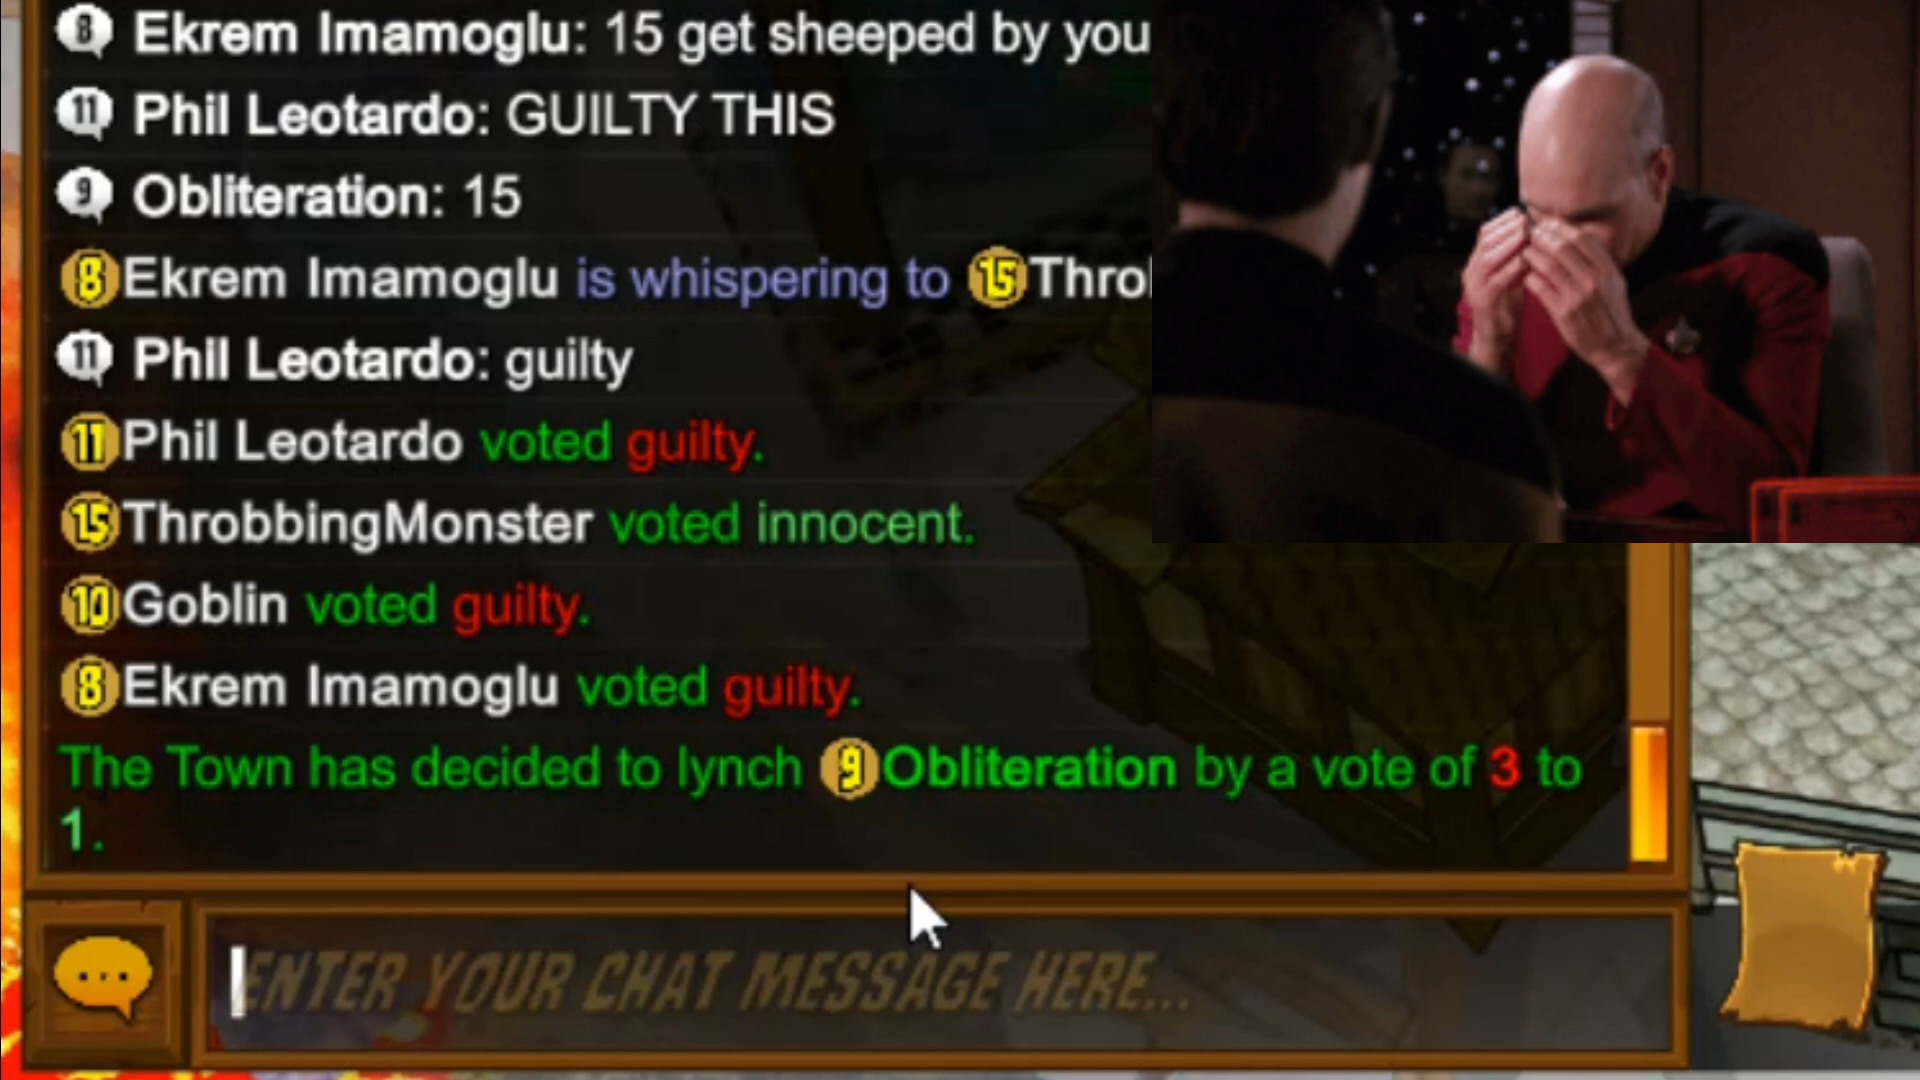 8 Ekrem Imamoglu: 15 get sheeped by you
11 Phil Leotardo: GUILTY THIS
9 Obliteration: 15
8 Ekrem Imamoglu is whispering to 15 Thro
11 Phil Leotardo: guilty
11 Phil Leotardo voted guilty.
15 ThrobbingMonster voted innocent.
10 Goblin voted guilty.
8 Ekrem Imamoglu voted guilty.
The Town has decided to lynch 9 Obliteration by a vote of 3 to
1.
ENTER YOUR CHAT MESSAGE HERE...